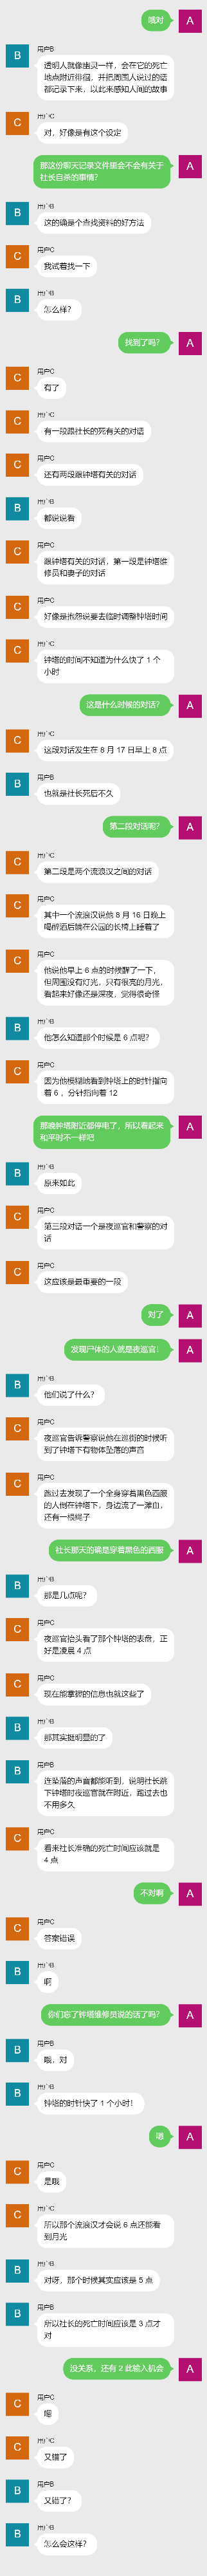 哦对
A
用户B
B
透明人就像幽灵一样，会在它的死亡
地点附近徘徊，并把周围人说过的话
都记录下来，以此来感知人间的故事
用户C
C
对，好像是有这个设定
那这份聊天记录文件里会不会有关于
社长自杀的事情？
A
用户B
B
这的确是个查找资料的好方法
用户C
C
我试着找一下
用户B
B
怎么样？
找到了吗？
A
用户C
C
有了
用户C
C
有一段跟社长的死有关的对话
用户C
C
还有两段跟钟塔有关的对话
用户B
B
都说说看
用户C
C
跟钟塔有关的对话，第一段是钟塔维
修员和妻子的对话
用户C
C
好像是抱怨说要去临时调整钟塔时间
用户C
C
钟塔的时间不知道为什么快了 1 个
小时
这是什么时候的对话？
A
用户C
C
这段对话发生在 8 月 17 日早上 8 点
用户B
B
也就是社长死后不久
第二段对话呢？
A
用户C
C
第二段是两个流浪汉之间的对话
用户C
C
其中一个流浪汉说他 8 月 16 日晚上
喝醉酒后躺在公园的长椅上睡着了
用户C
C
他说他早上 6 点的时候醒了一下，
但周围没有灯光，只有很亮的月光，
看起来好像还是深夜，觉得很奇怪
用户B
B
他怎么知道那个时候是 6 点呢？
用户C
C
因为他模糊地看到钟塔上的时针指向
着 6 ，分针指向着 12
那晚钟塔附近都停电了，所以看起来
和平时不一样吧
A
用户B
B
原来如此
用户C
C
第三段对话一个是夜巡官和警察的对
话
用户C
C
这应该是最重要的一段
对了
A
发现尸体的人就是夜巡官！
A
用户B
B
他们说了什么？
用户C
C
夜巡官告诉警察说他在巡街的时候听
到了钟塔下有物体坠落的声音
用户C
C
跑过去发现了一个全身穿着黑色西服
的人倒在钟塔下，身边流了一滩血，
还有一根绳子
社长那天的确是穿着黑色的西服
A
用户B
B
那是几点呢？
用户C
C
夜巡官抬头看了那个钟塔的表盘，正
好是凌晨 4 点
用户C
C
现在能掌握的信息也就这些了
用户B
B
那其实挺明显的了
用户B
B
连坠落的声音都能听到，说明社长跳
下钟塔时夜巡官就在附近，跑过去也
不用多久
用户C
C
看来社长准确的死亡时间应该就是
4 点
不对啊
A
用户C
C
答案错误
用户B
B
啊
你们忘了钟塔维修员说的话了吗？
A
用户B
B
哦，对
用户B
B
钟塔的时针快了 1 个小时！
嗯
A
用户C
C
是哦
用户C
C
所以那个流浪汉才会说 6 点还能看
到月光
用户B
B
对呀，那个时候其实应该是 5 点
用户B
B
所以社长的死亡时间应该是 3 点才
对
没关系，还有 2 此输入机会
A
用户C
C
嗯
用户C
C
又错了
用户B
B
又错了？
用户B
B
怎么会这样？